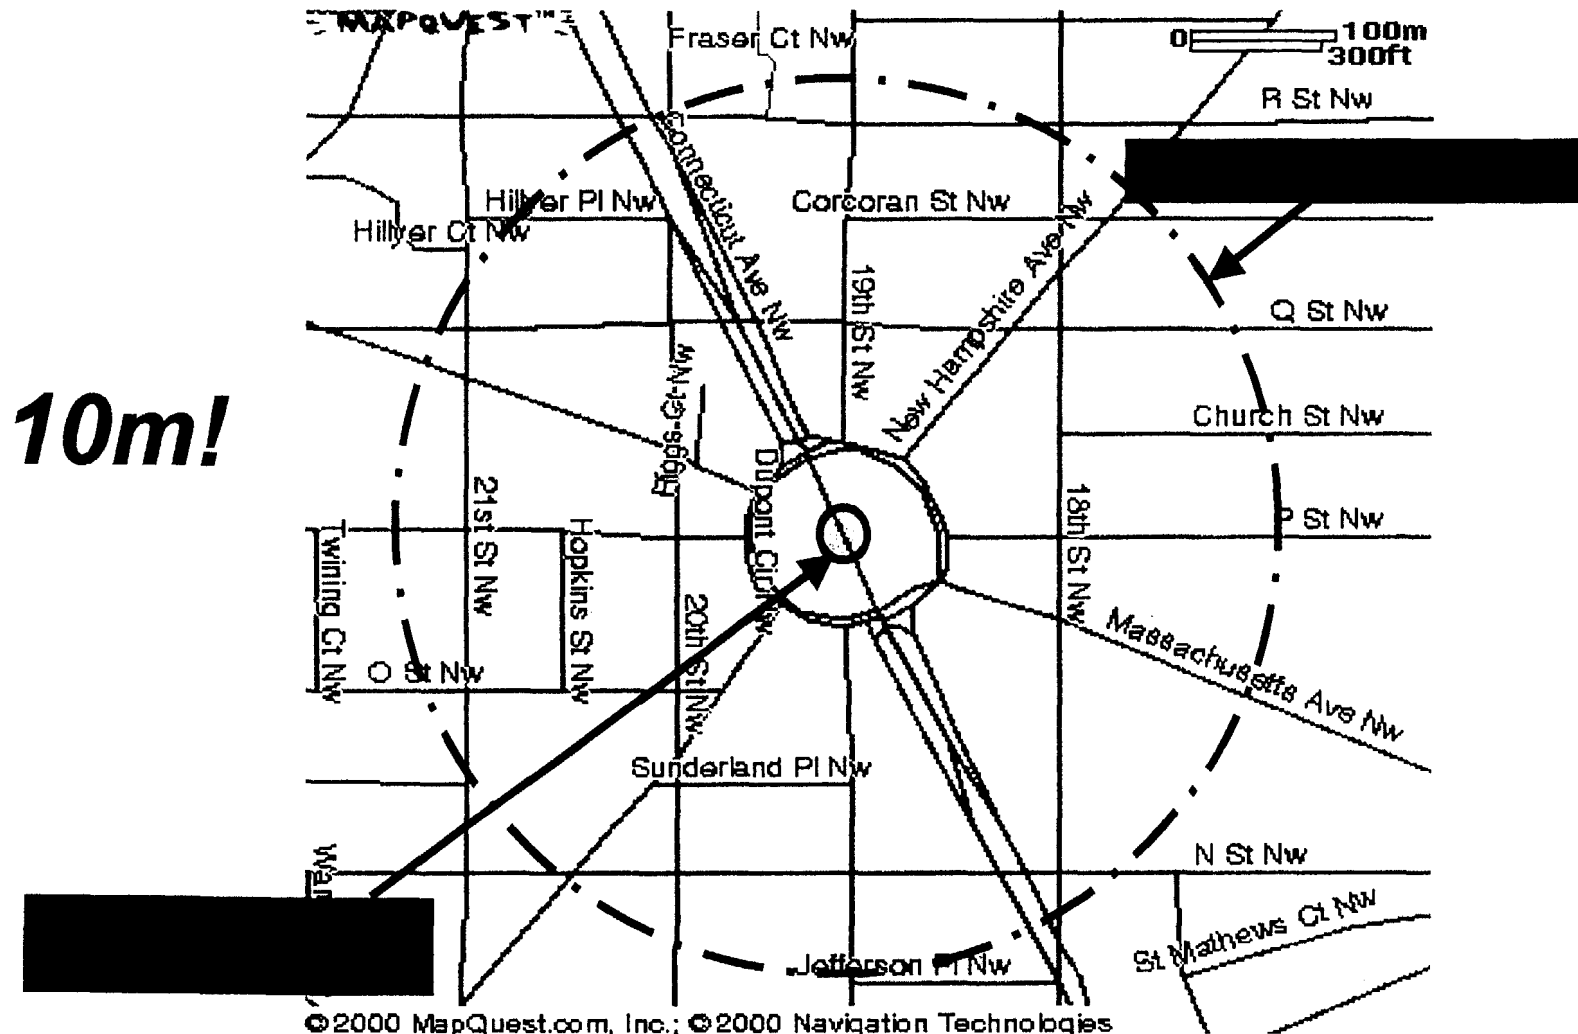 MAPQUEST™
0 100m
300ft
Fraser Ct Nw
R St Nw
Connecticut Ave Nw
Hillyer Pl Nw
Corcoran St Nw
Hillyer Ct Nw
19th St Nw
New Hampshire Ave Nw
Q St Nw
10m!
Church St Nw
Dupont Cir Nw
21st St Nw
Hopkins St Nw
18th St Nw
P St Nw
Twining Ct Nw
20th St Nw
Massachusetts Ave Nw
O St Nw
Sunderland Pl Nw
N St Nw
St Mathews Ct Nw
Jefferson Pl Nw
©2000 MapQuest.com, Inc.; ©2000 Navigation Technologies